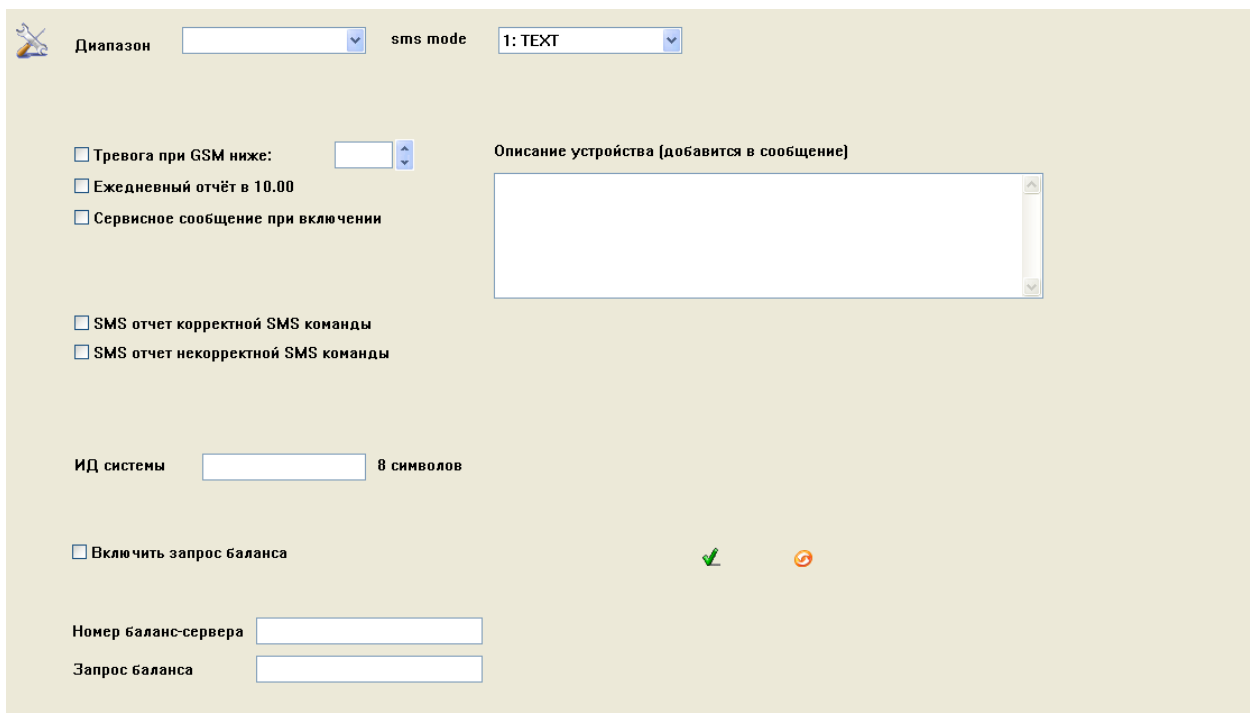 Диапазон sms mode 1: TEXT
Тревога при GSM ниже: Описание устройства (добавится в сообщение)
Ежедневный отчёт в 10.00
Сервисное сообщение при включении
SMS отчет корректной SMS команды
SMS отчет некорректной SMS команды
ИД системы 8 символов
Включить запрос баланса
Номер баланс-сервера
Запрос баланса